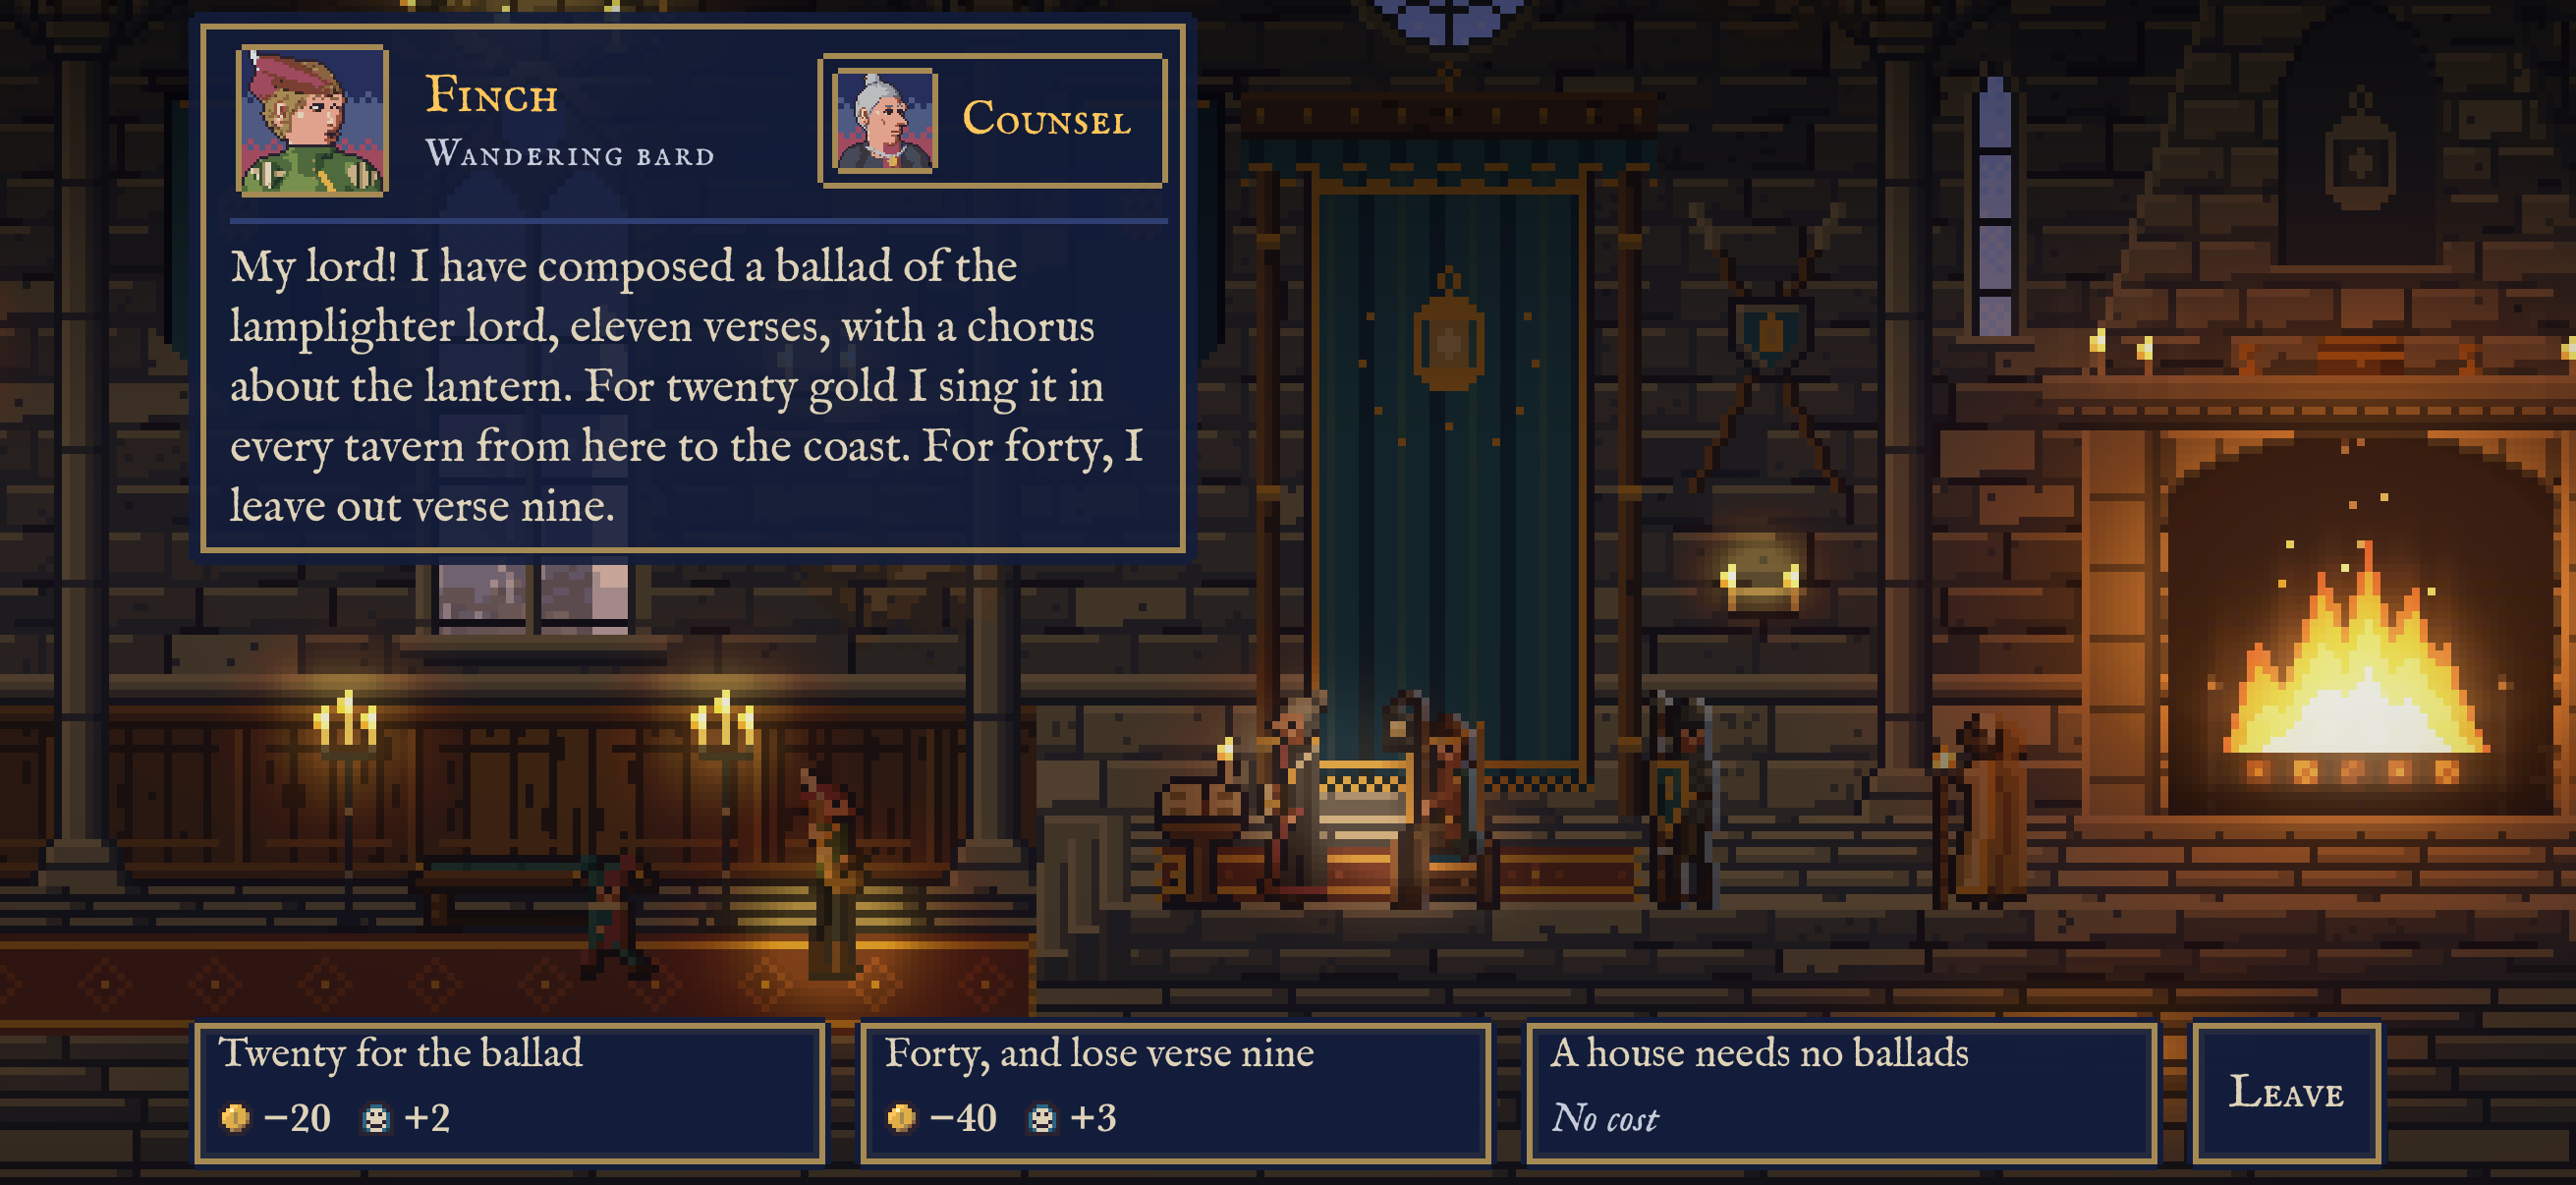 Finch
Wandering bard
Counsel
My lord! I have composed a ballad of the
lamplighter lord, eleven verses, with a chorus
about the lantern. For twenty gold I sing it in
every tavern from here to the coast. For forty, I
leave out verse nine.
Twenty for the ballad
−20 +2
Forty, and lose verse nine
−40 +3
A house needs no ballads
No cost
Leave